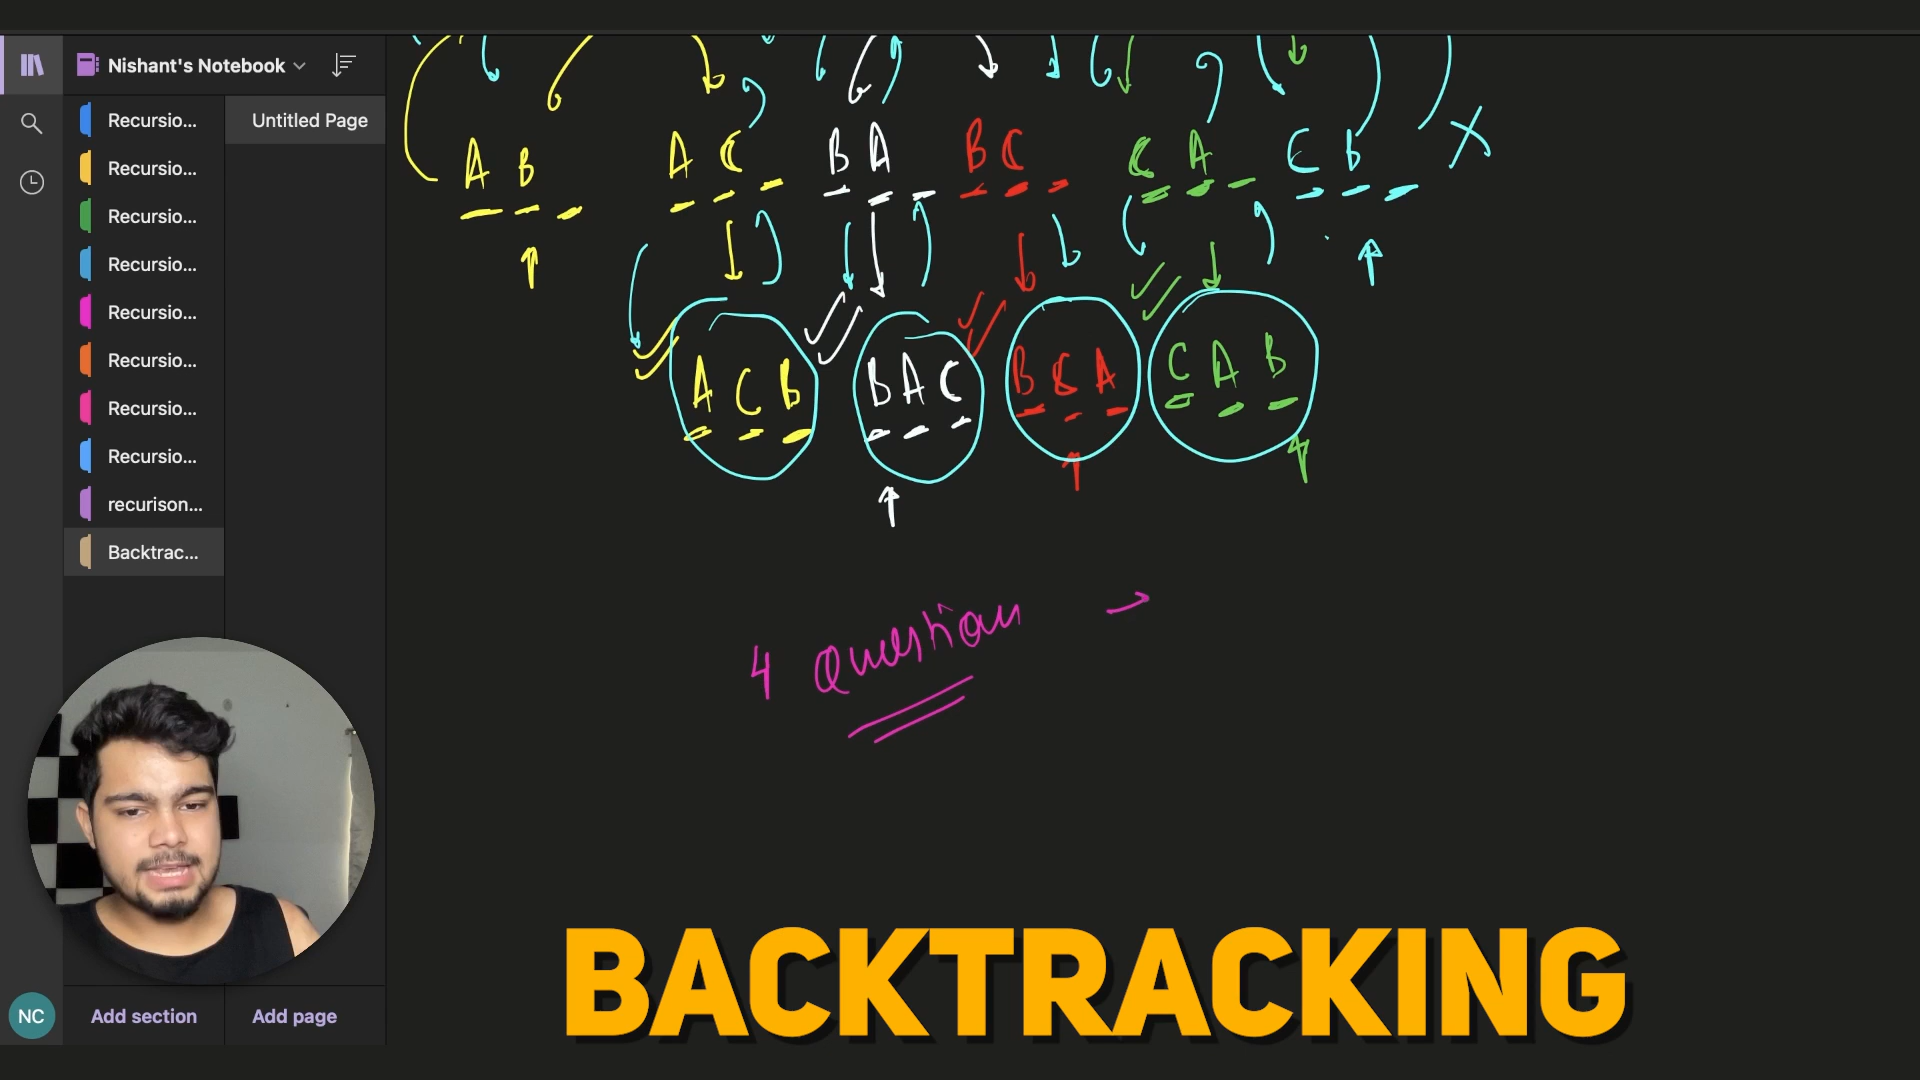 Nishant's Notebook
Recursio...
Recursio...
Recursio...
Recursio...
Recursio...
Recursio...
Recursio...
Recursio...
recurison...
Backtrac...
Untitled Page
A B
A C
B A
B C
C A
C B
X
A C B
B A C
B C A
C A B
4 Question →
BACKTRACKING
NC
Add section
Add page